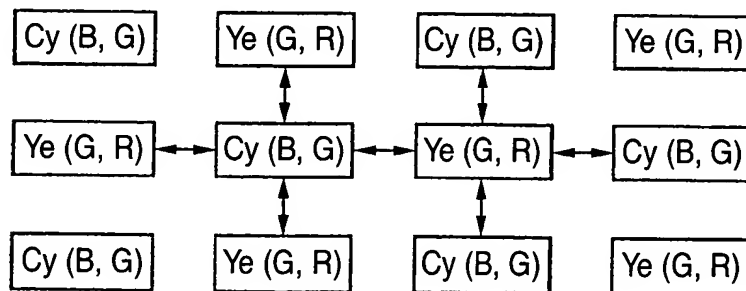 Cy (B, G) Ye (G, R) Cy (B, G) Ye (G, R)
Ye (G, R) Cy (B, G) Ye (G, R) Cy (B, G)
Cy (B, G) Ye (G, R) Cy (B, G) Ye (G, R)